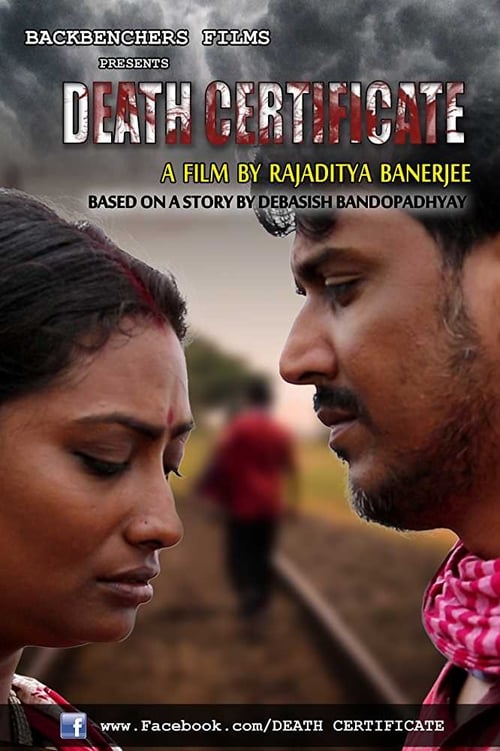 BACKBENCHERS FILMS
PRESENTS
DEATH CERTIFICATE
A FILM BY RAJADITYA BANERJEE
BASED ON A STORY BY DEBASISH BANDOPADHYAY
f www.Facebook.com/DEATH CERTIFICATE